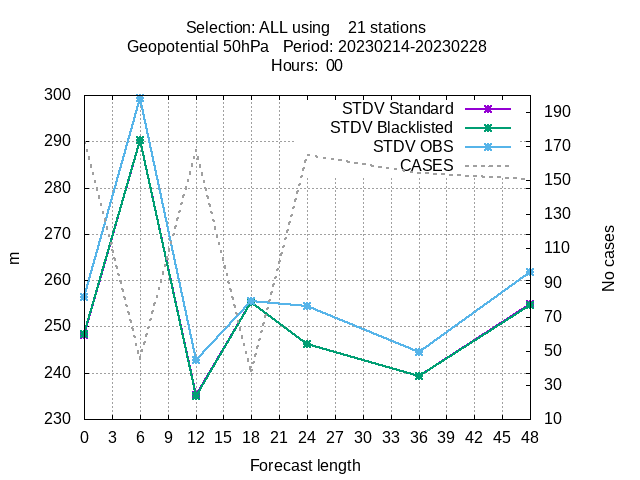 Selection: ALL using 21 stations
Geopotential 50hPa Period: 20230214-20230228
Hours: 00
STDV Standard
STDV Blacklisted
STDV OBS
CASES
300
290
280
270
260
250
240
230
190
170
150
130
110
90
70
50
30
10
m
No cases
0 3 6 9 12 15 18 21 24 27 30 33 36 39 42 45 48
Forecast length